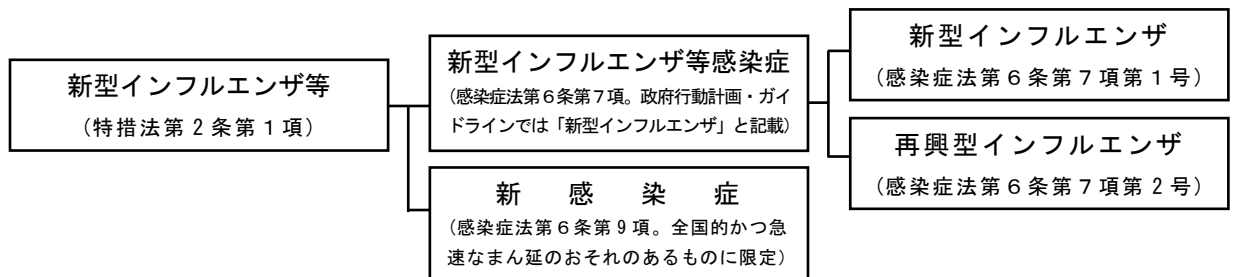 新型インフルエンザ等
(特措法第2条第1項)
新型インフルエンザ等感染症
(感染症法第6条第7項。政府行動計画・ガイ
ドラインでは「新型インフルエンザ」と記載)
新感染症
(感染症法第6条第9項。全国的かつ急
速なまん延のおそれのあるものに限定)
新型インフルエンザ
(感染症法第6条第7項第1号)
再興型インフルエンザ
(感染症法第6条第7項第2号)